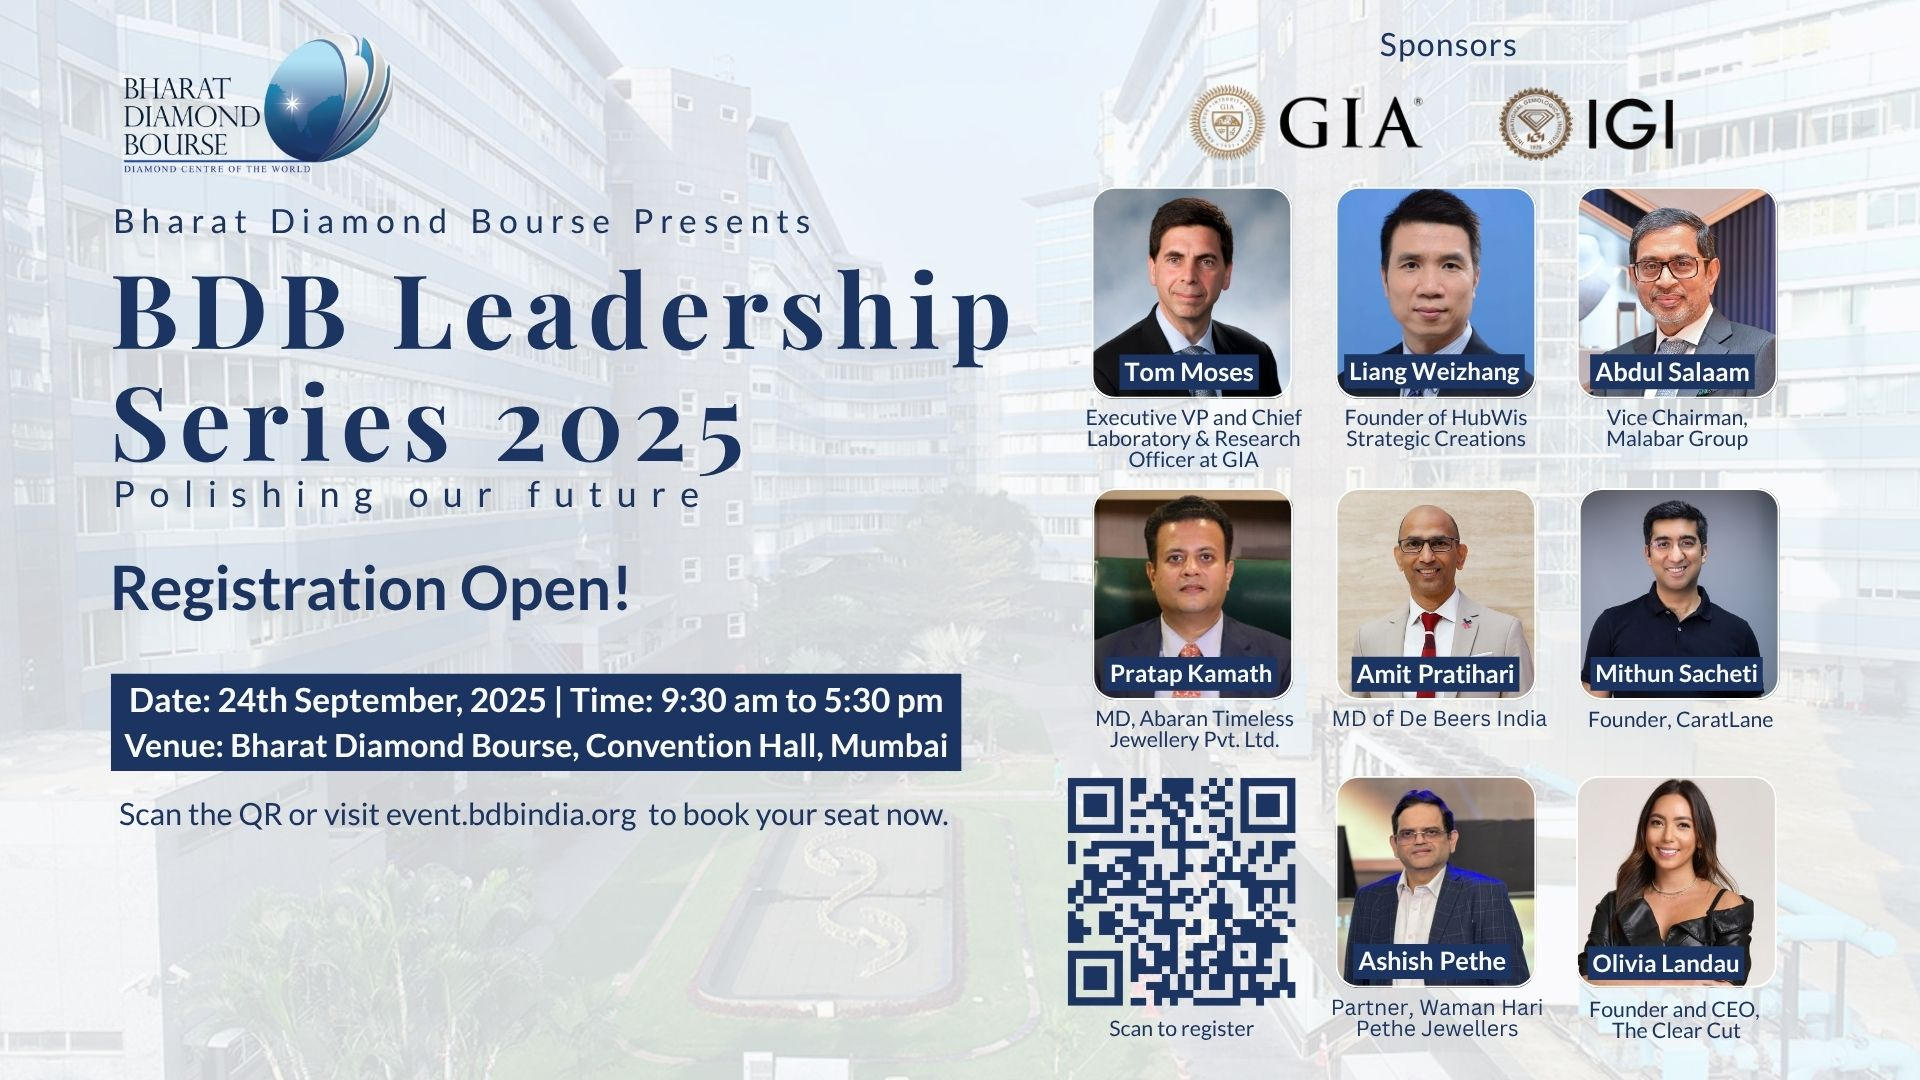 BHARAT
DIAMOND
BOURSE
DIAMOND CENTRE OF THE WORLD
Bharat Diamond Bourse Presents
BDB Leadership
Series 2025
Polishing our future
Registration Open!
Date: 24th September, 2025 | Time: 9:30 am to 5:30 pm
Venue: Bharat Diamond Bourse, Convention Hall, Mumbai
Scan the QR or visit event.bdbindia.org to book your seat now.
Sponsors
GIA®
IGI
Tom Moses
Executive VP and Chief
Laboratory & Research
Officer at GIA
Liang Weizhang
Founder of HubWis
Strategic Creations
Abdul Salaam
Vice Chairman,
Malabar Group
Pratap Kamath
MD, Abaran Timeless
Jewellery Pvt. Ltd.
Amit Pratihari
MD of De Beers India
Mithun Sacheti
Founder, CaratLane
Scan to register
Ashish Pethe
Partner, Waman Hari
Pethe Jewellers
Olivia Landau
Founder and CEO,
The Clear Cut